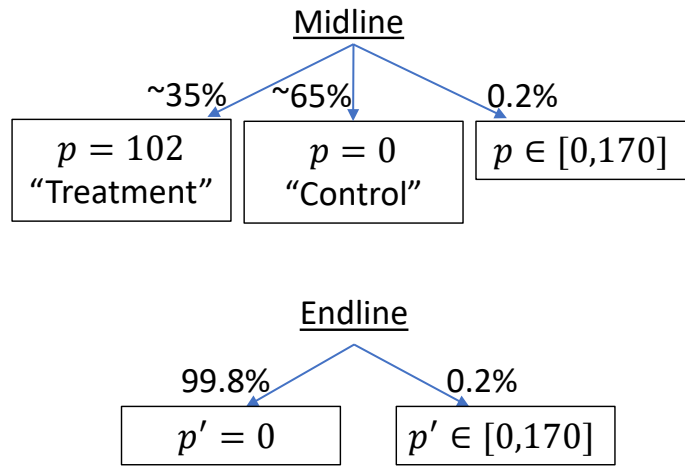 Midline
~35%
~65%
0.2%
p = 102
“Treatment”
p = 0
“Control”
p ∈ [0,170]
Endline
99.8%
0.2%
p′ = 0
p′ ∈ [0,170]